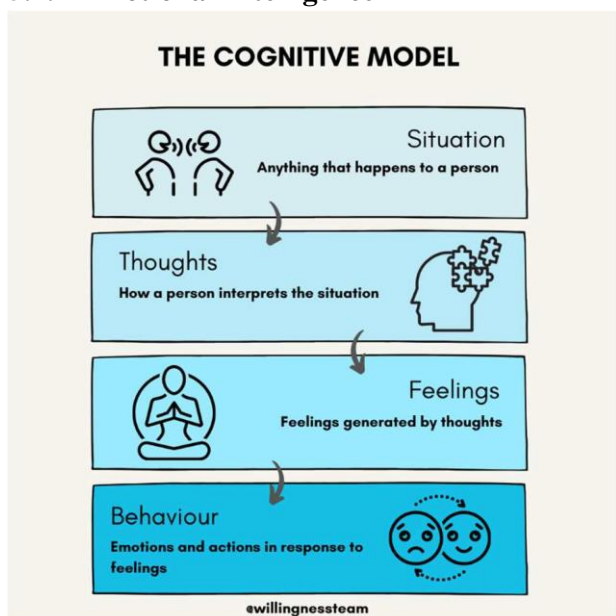 THE COGNITIVE MODEL
Situation
Anything that happens to a person
Thoughts
How a person interprets the situation
Feelings
Feelings generated by thoughts
Behaviour
Emotions and actions in response to
feelings
@willingnessteam